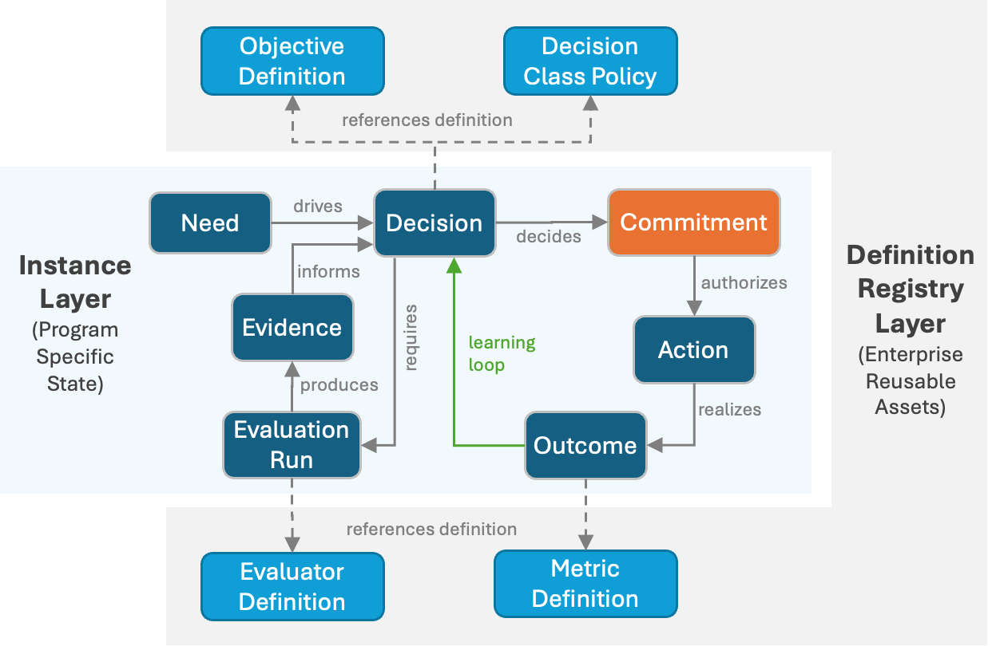 Objective
Definition
Decision
Class Policy
references definition
Need
drives
Decision
decides
Commitment
Instance
Layer
(Program
Specific
State)
informs
Evidence
requires
learning
loop
authorizes
Action
Definition
Registry
Layer
(Enterprise
Reusable
Assets)
produces
Evaluation
Run
Outcome
realizes
references definition
Evaluator
Definition
Metric
Definition